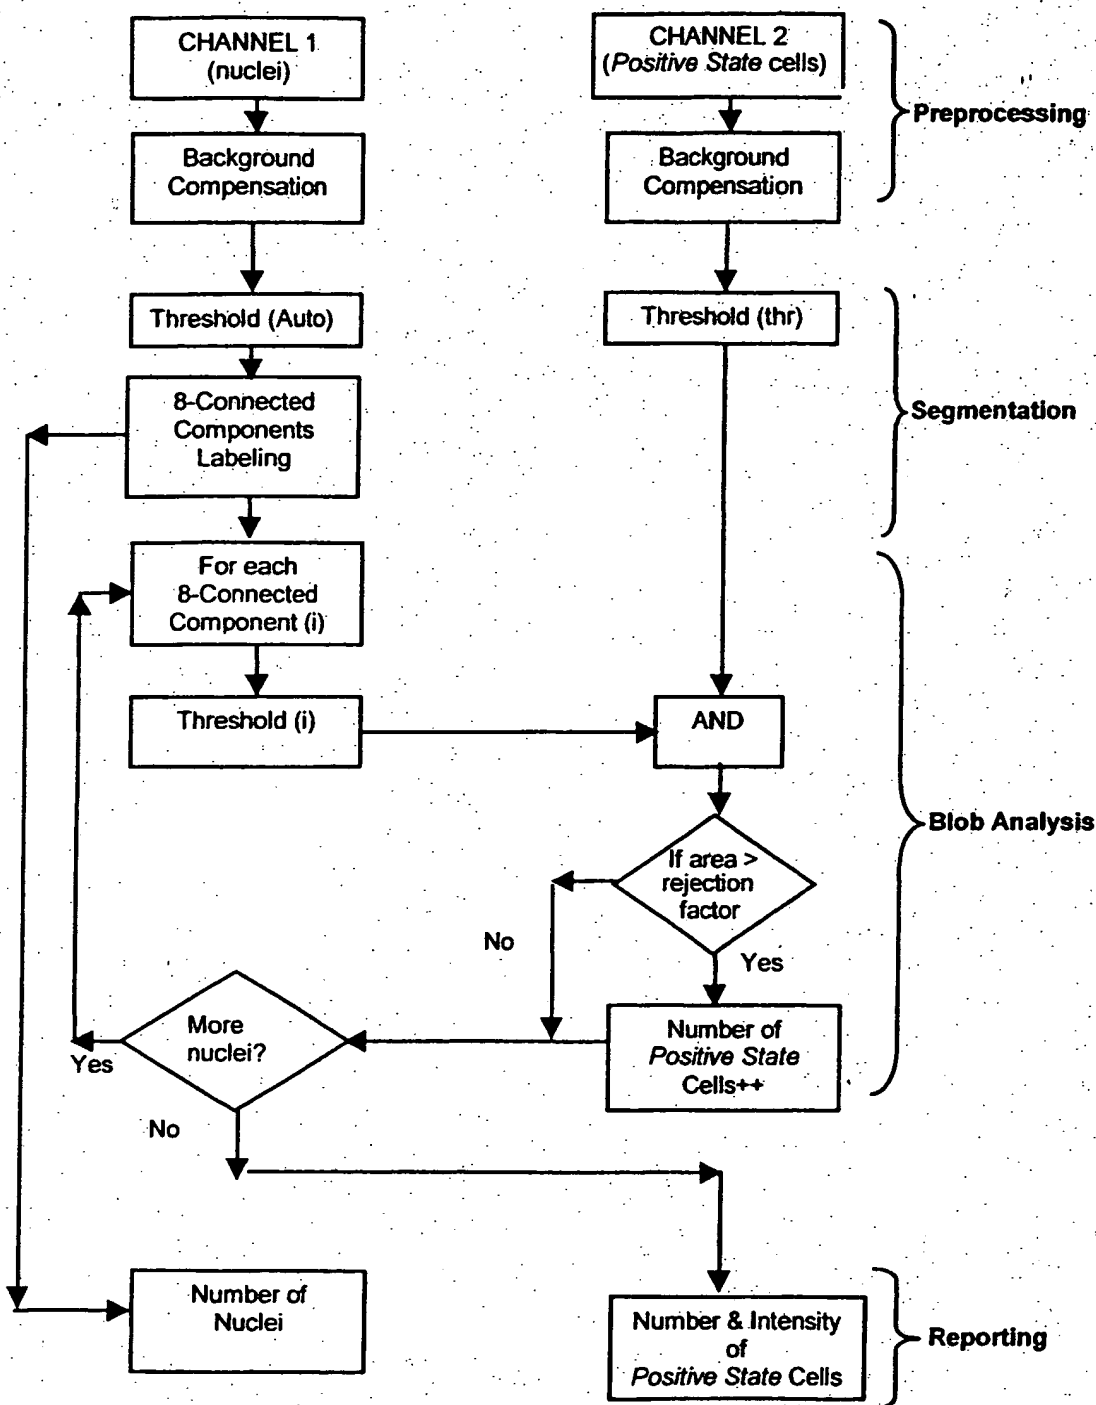 CHANNEL 1
(nuclei)
CHANNEL 2
(Positive State cells)
Preprocessing
Background
Compensation
Background
Compensation
Threshold (Auto)
Threshold (thr)
8-Connected
Components
Labeling
Segmentation
For each
8-Connected
Component (i)
Threshold (i)
AND
Blob Analysis
If area >
rejection
factor
No
Yes
More
nuclei?
Yes
Number of
Positive State
Cells++
No
Number of
Nuclei
Number & Intensity
of
Positive State Cells
Reporting